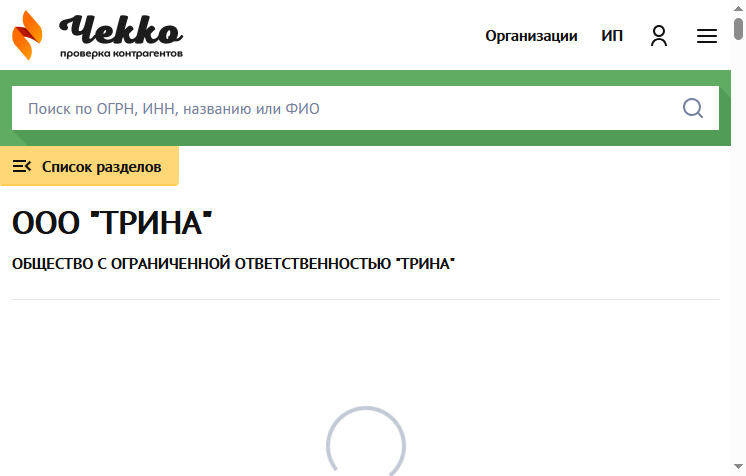 Чекко
проверка контрагентов
Организации
ИП
Поиск по ОГРН, ИНН, названию или ФИО
Список разделов
ООО "ТРИНА"
ОБЩЕСТВО С ОГРАНИЧЕННОЙ ОТВЕТСТВЕННОСТЬЮ "ТРИНА"